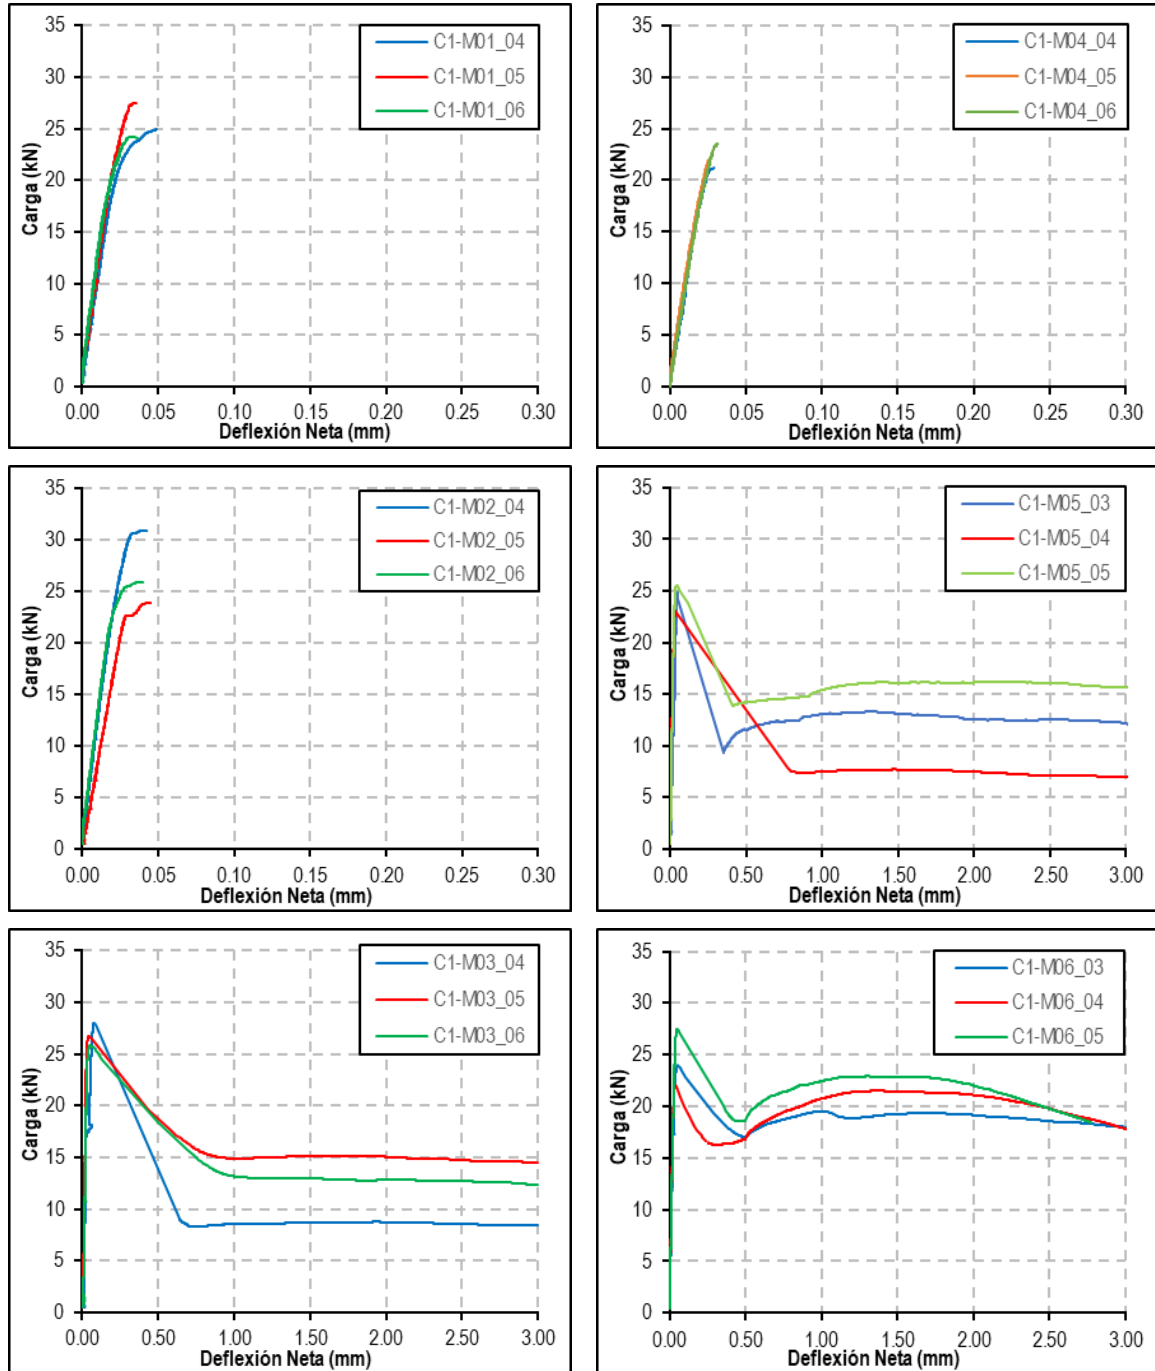 35
30
25
20
15
10
5
0
Carga (kN)
C1-M01_04
C1-M01_05
C1-M01_06
0.00 0.05 0.10 0.15 0.20 0.25 0.30
Deflexión Neta (mm)
35
30
25
20
15
10
5
0
Carga (kN)
C1-M04_04
C1-M04_05
C1-M04_06
0.00 0.05 0.10 0.15 0.20 0.25 0.30
Deflexión Neta (mm)
35
30
25
20
15
10
5
0
Carga (kN)
C1-M02_04
C1-M02_05
C1-M02_06
0.00 0.05 0.10 0.15 0.20 0.25 0.30
Deflexión Neta (mm)
35
30
25
20
15
10
5
0
Carga (kN)
C1-M05_03
C1-M05_04
C1-M05_05
0.00 0.50 1.00 1.50 2.00 2.50 3.00
Deflexión Neta (mm)
35
30
25
20
15
10
5
0
Carga (kN)
C1-M03_04
C1-M03_05
C1-M03_06
0.00 0.50 1.00 1.50 2.00 2.50 3.00
Deflexión Neta (mm)
35
30
25
20
15
10
5
0
Carga (kN)
C1-M06_03
C1-M06_04
C1-M06_05
0.00 0.50 1.00 1.50 2.00 2.50 3.00
Deflexión Neta (mm)